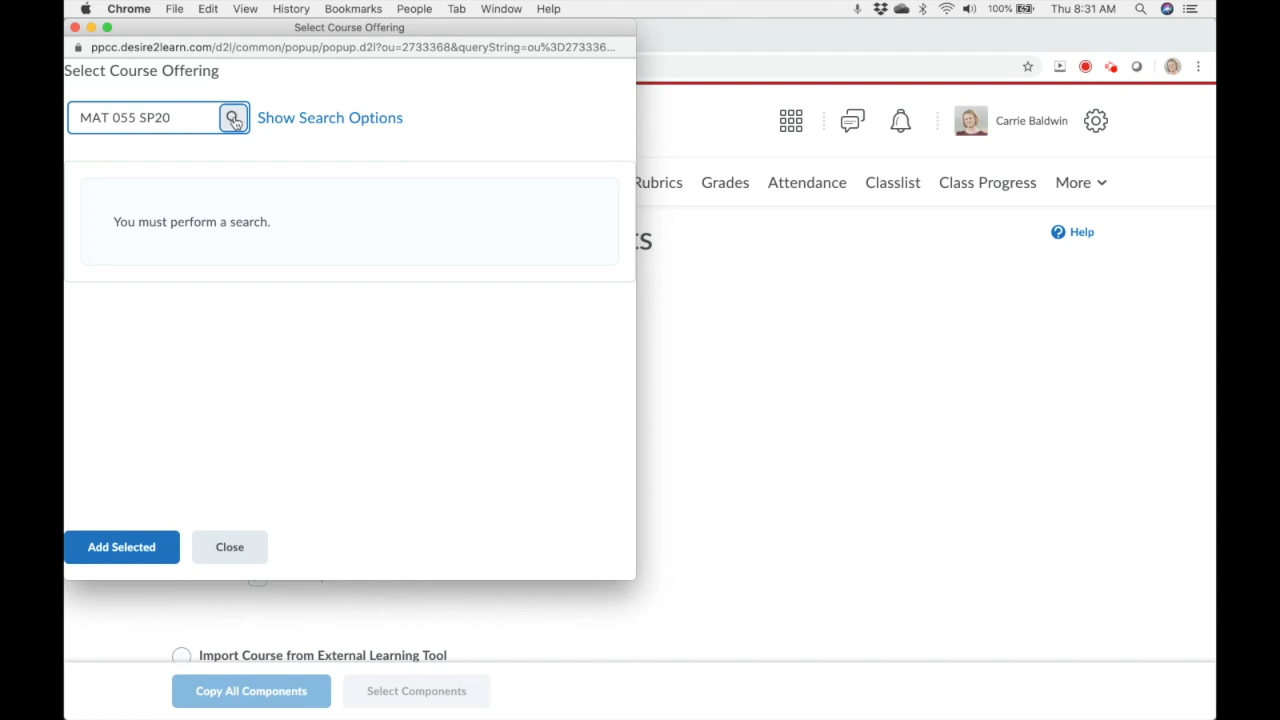 Chrome File Edit View History Bookmarks People Tab Window Help 100% Thu 8:31 AM
Select Course Offering
ppcc.desire2learn.com/d2l/common/popup/popup.d2l?ou=2733368&queryString=ou%3D273336...
Select Course Offering
MAT 055 SP20 Show Search Options
Carrie Baldwin
Rubrics Grades Attendance Classlist Class Progress More
You must perform a search.
Help
Add Selected Close
Import Course from External Learning Tool
Copy All Components Select Components